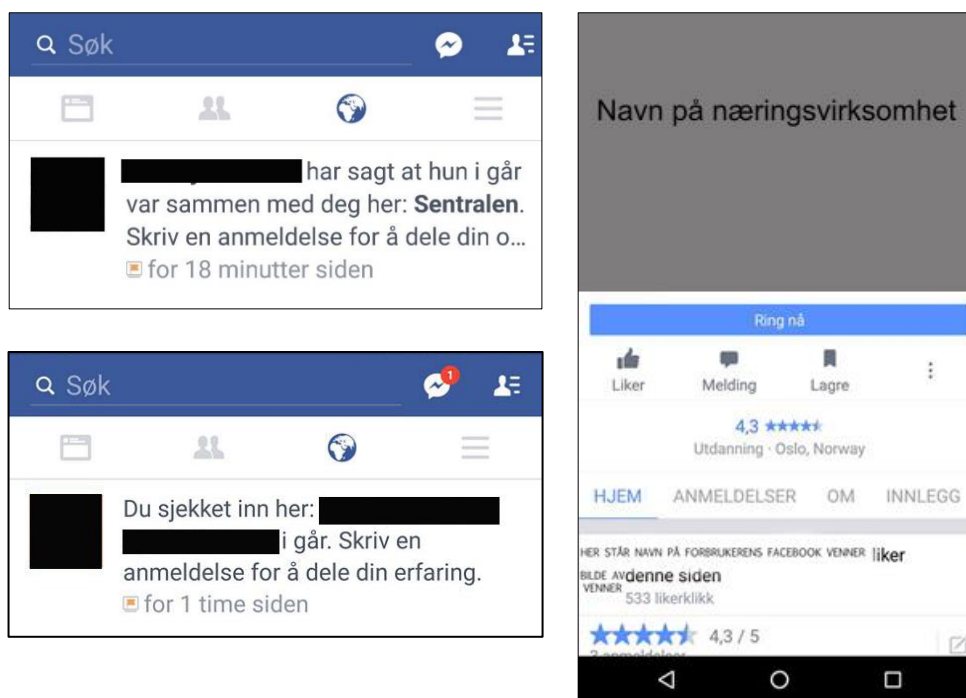 Søk
har sagt at hun i går
var sammen med deg her: Sentralen.
Skriv en anmeldelse for å dele din o...
for 18 minutter siden
Søk
1
Du sjekket inn her:
i går. Skriv en
anmeldelse for å dele din erfaring.
for 1 time siden
Navn på næringsvirksomhet
Ring nå
Liker Melding Lagre
4,3
Utdanning · Oslo, Norway
HJEM ANMELDELSER OM INNLEGG
HER STÅR NAVN PÅ FORBRUKERENS FACEBOOK VENNER liker
BILDE AV denne siden
VENNER
533 likerklikk
4,3 / 5
3 anmeldelser